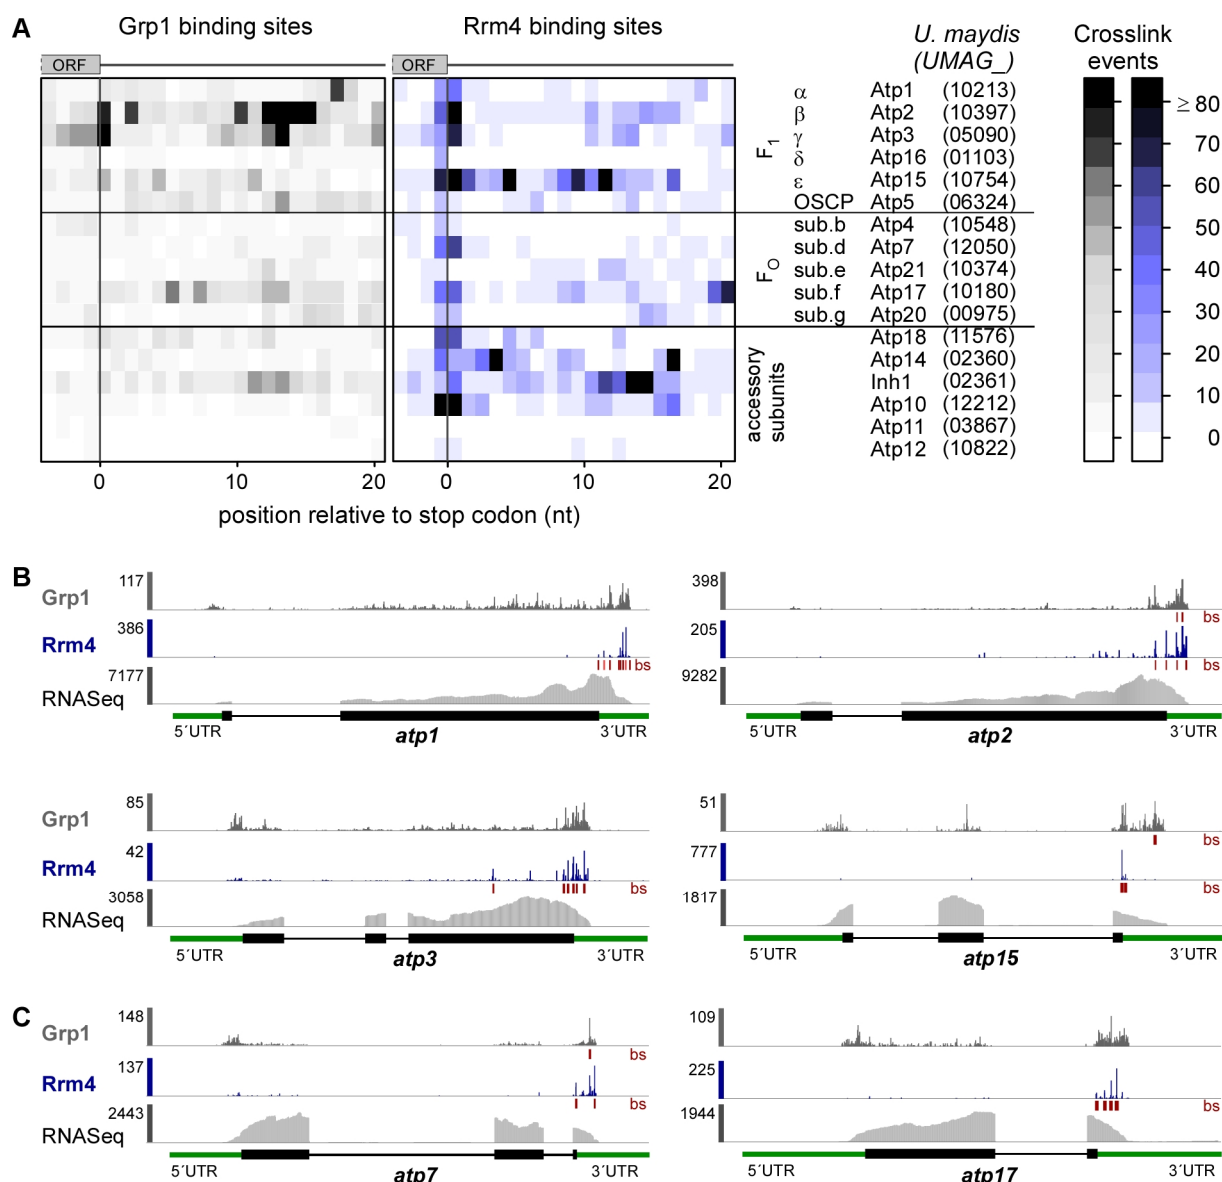 A
Grp1 binding sites
Rrm4 binding sites
U. maydis
(UMAG_)
Crosslink
events
ORF
ORF
α Atp1 (10213)
β Atp2 (10397)
γ Atp3 (05090)
δ Atp16 (01103)
ε Atp15 (10754)
OSCP Atp5 (06324)
F1
sub.b Atp4 (10548)
sub.d Atp7 (12050)
sub.e Atp21 (10374)
sub.f Atp17 (10180)
sub.g Atp20 (00975)
FO
Atp18 (11576)
Atp14 (02360)
Inh1 (02361)
Atp10 (12212)
Atp11 (03867)
Atp12 (10822)
accessory
subunits
≥ 80
70
60
50
40
30
20
10
0
0 10 20
0 10 20
position relative to stop codon (nt)
B
Grp1 117
Rrm4 386
bs
RNASeq 7177
5´UTR
atp1
3´UTR
398
bs
205
bs
9282
5´UTR
atp2
3´UTR
Grp1 85
Rrm4 42
bs
RNASeq 3058
5´UTR
atp3
3´UTR
51
bs
777
bs
1817
5´UTR
atp15
3´UTR
C
Grp1 148
bs
Rrm4 137
bs
RNASeq 2443
5´UTR
atp7
3´UTR
109
225
bs
1944
5´UTR
atp17
3´UTR